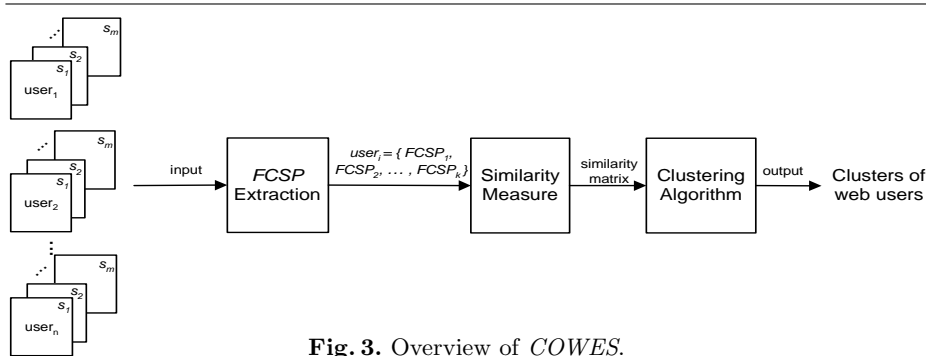 s_m
s_2
s_1
user_1
s_m
s_2
s_1
user_2
s_m
s_2
s_1
user_n
input
FCSP
Extraction
user_i = { FCSP_1,
FCSP_2, … , FCSP_k }
Similarity
Measure
similarity
matrix
Clustering
Algorithm
output
Clusters of
web users
Fig. 3. Overview of COWES.